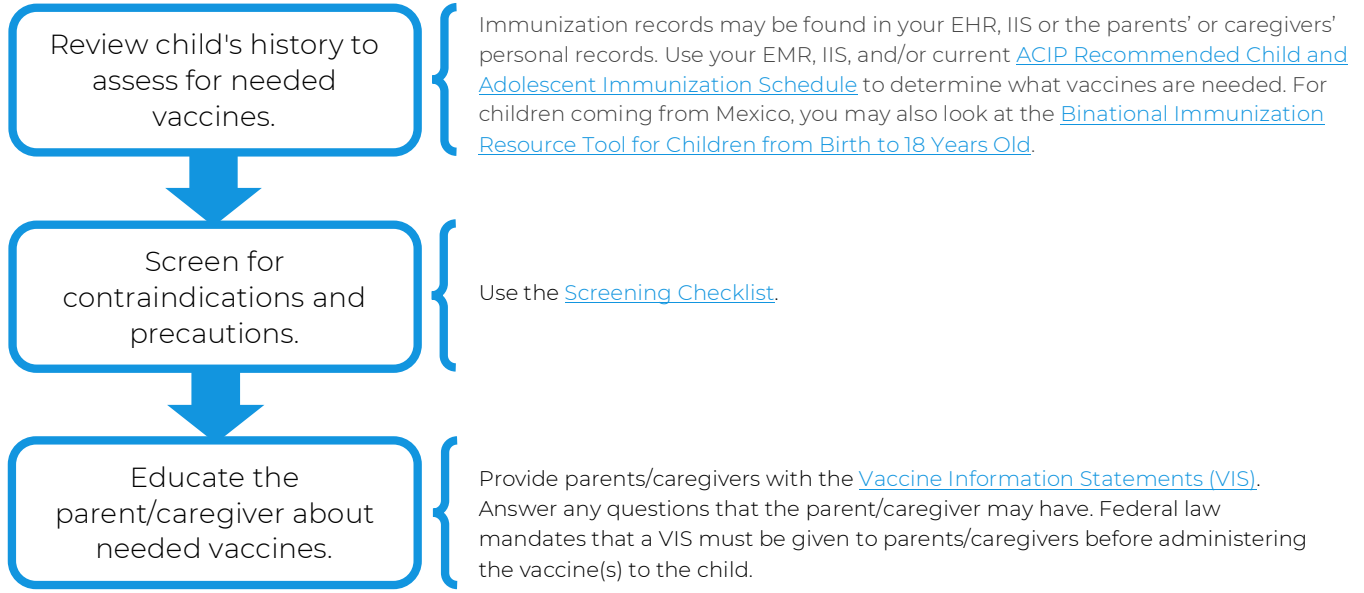 Review child's history to
assess for needed
vaccines.
Immunization records may be found in your EHR, IIS or the parents’ or caregivers’
personal records. Use your EMR, IIS, and/or current ACIP Recommended Child and
Adolescent Immunization Schedule to determine what vaccines are needed. For
children coming from Mexico, you may also look at the Binational Immunization
Resource Tool for Children from Birth to 18 Years Old.
Screen for
contraindications and
precautions.
Use the Screening Checklist.
Educate the
parent/caregiver about
needed vaccines.
Provide parents/caregivers with the Vaccine Information Statements (VIS).
Answer any questions that the parent/caregiver may have. Federal law
mandates that a VIS must be given to parents/caregivers before administering
the vaccine(s) to the child.